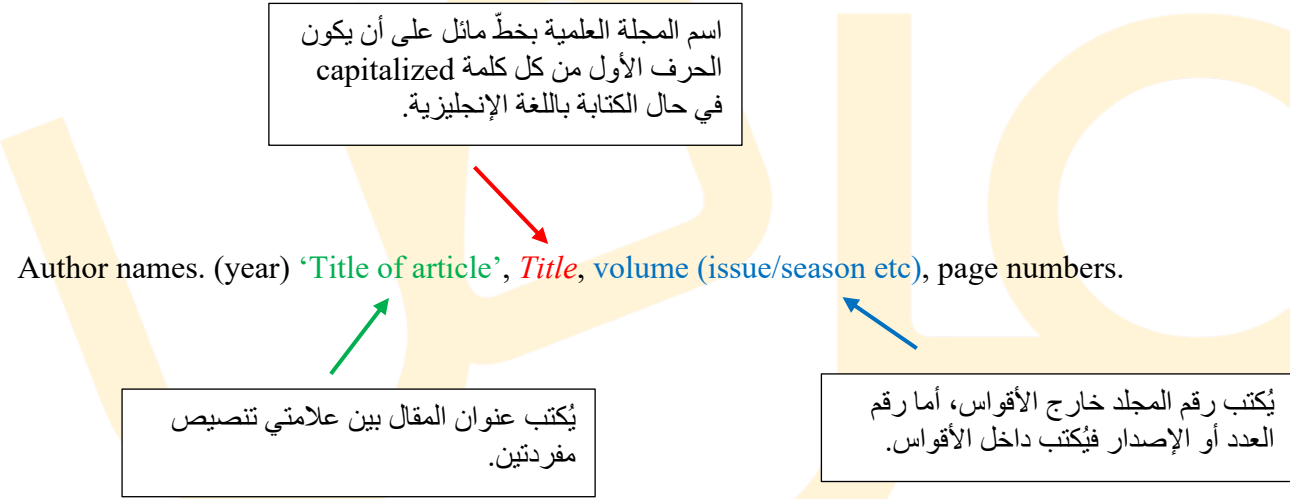 اسم المجلة العلمية بخطّ مائل على أن يكون
الحرف الأول من كل كلمة capitalized
في حال الكتابة باللغة الإنجليزية.
Author names. (year) ‘Title of article’, Title, volume (issue/season etc), page numbers.
يُكتب رقم المجلد خارج الأقواس، أما رقم
العدد أو الإصدار فيُكتب داخل الأقواس.
يُكتب عنوان المقال بين علامتي تنصيص
مفردتين.